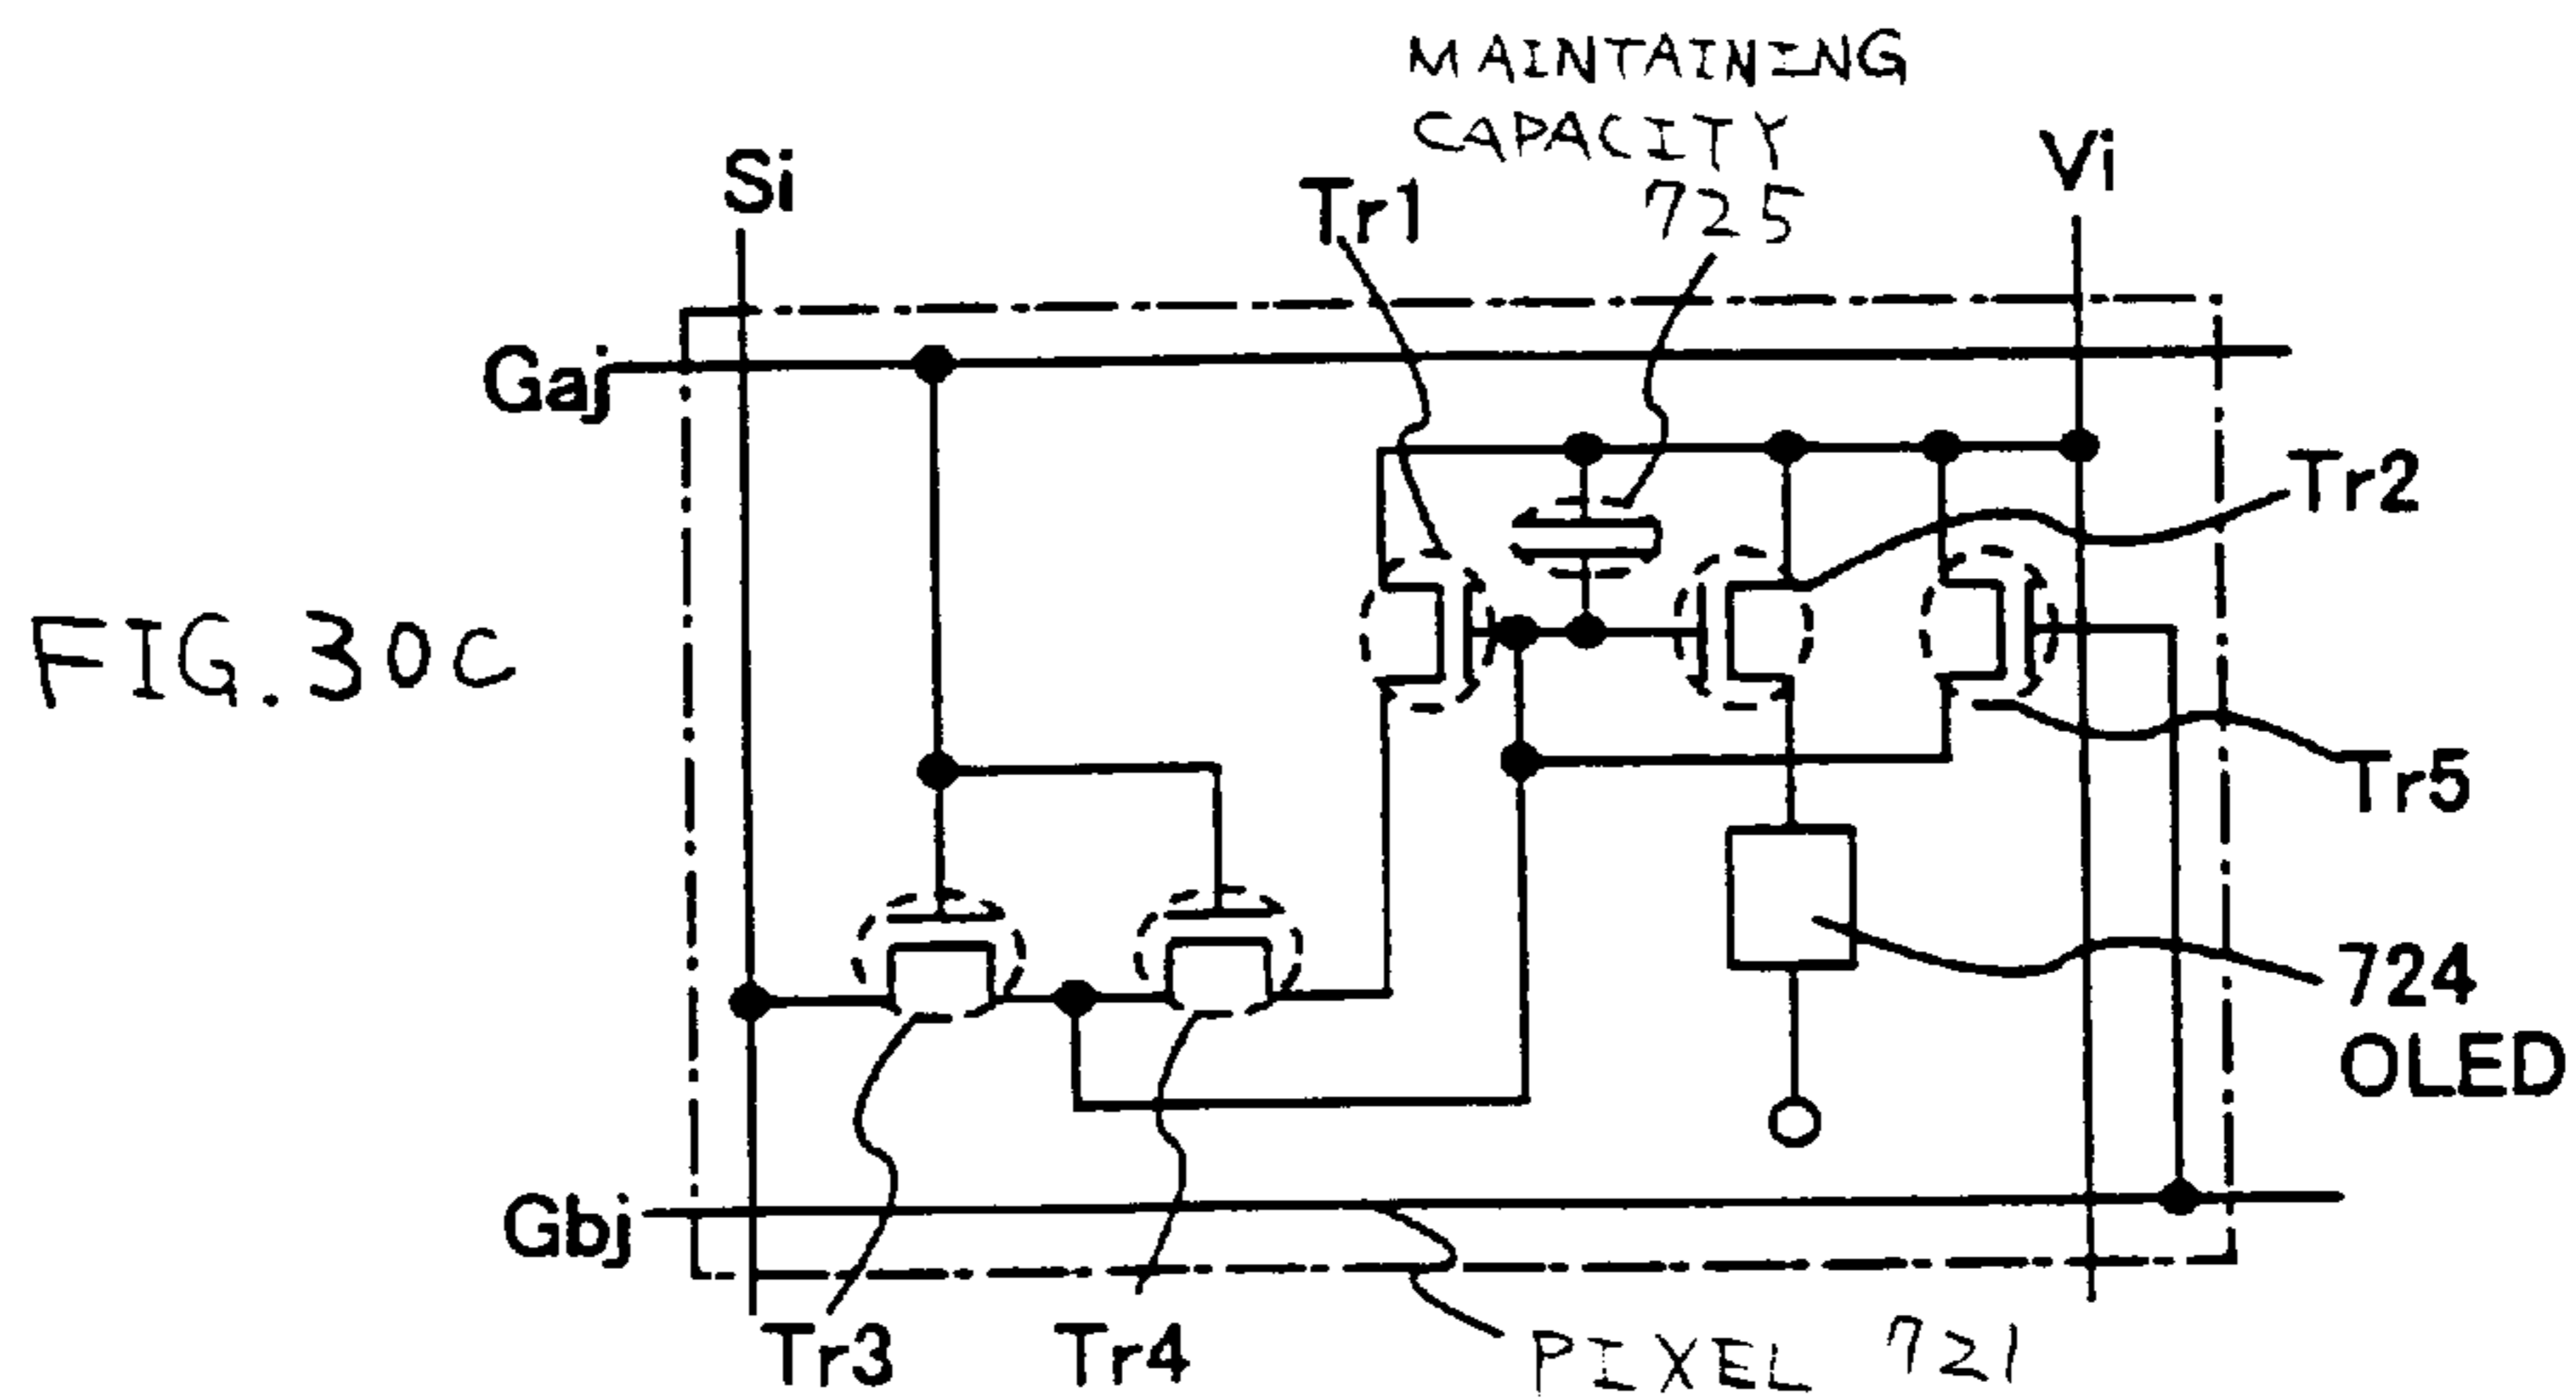 MAINTAINING
CAPACITY
725
Si
Tr1
Vi
Gaj
Tr2
FIG.30C
Tr5
724
OLED
Gbj
Tr3
Tr4
PIXEL 721